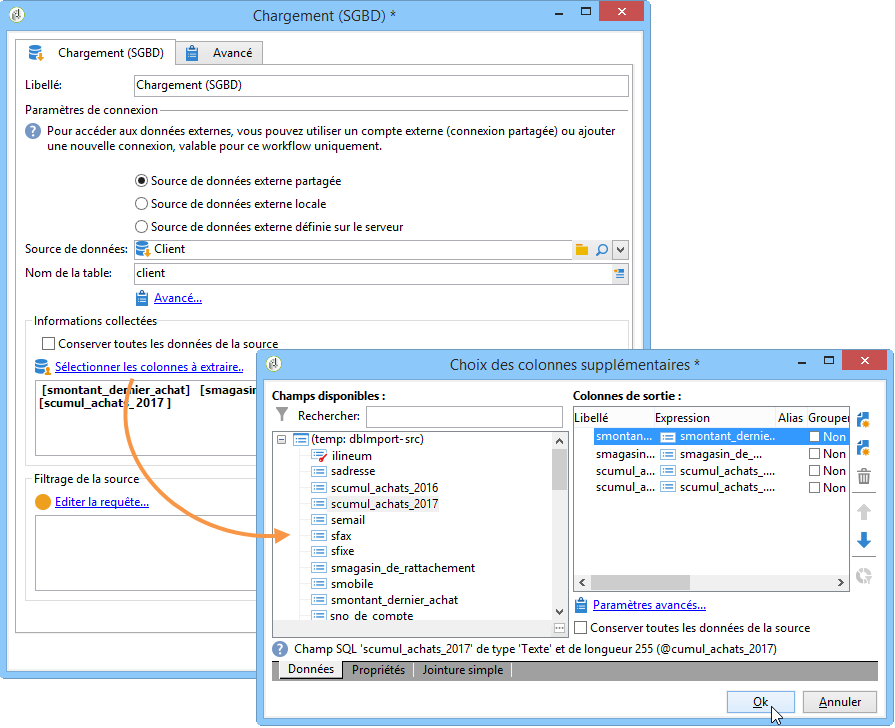 Chargement (SGBD) *
Chargement (SGBD)
Avancé
Libellé:
Chargement (SGBD)
Paramètres de connexion
Pour accéder aux données externes, vous pouvez utiliser un compte externe (connexion partagée) ou ajouter
une nouvelle connexion, valable pour ce workflow uniquement.
Source de données externe partagée
Source de données externe locale
Source de données externe définie sur le serveur
Source de données:
Client
Nom de la table:
client
Avancé...
Informations collectées
Conserver toutes les données de la source
Sélectionner les colonnes à extraire..
[smontant_dernier_achat] [smagasin
[scumul_achats_2017 ]
Filtrage de la source
Editer la requête...
Choix des colonnes supplémentaires *
Champs disponibles :
Rechercher:
(temp: dbImport-src)
ilineum
sadresse
scumul_achats_2016
scumul_achats_2017
semail
sfax
sfixe
smagasin_de_rattachement
smobile
smontant_dernier_achat
sno_de_compte
Colonnes de sortie :
Libellé Expression Alias Grouper
smontan... smontant_dernie... Non
smagasin... smagasin_de_... Non
scumul_a... scumul_achats_.... Non
scumul_a... scumul_achats_.... Non
Paramètres avancés...
Conserver toutes les données de la source
Champ SQL 'scumul_achats_2017' de type 'Texte' et de longueur 255 (@cumul_achats_2017)
Données
Propriétés
Jointure simple
Ok
Annuler